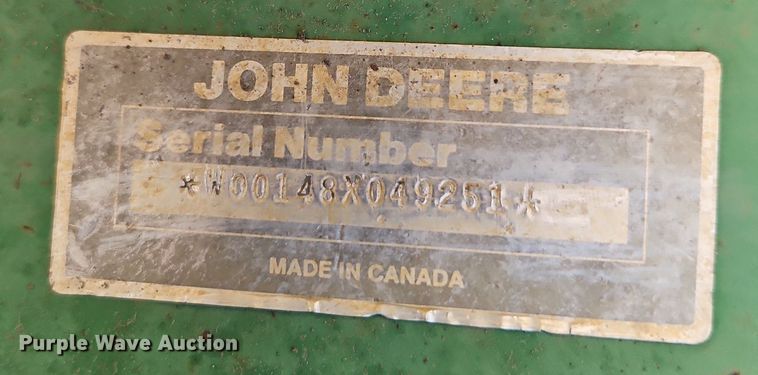 JOHN DEERE
Serial Number
*W00148X049251*
MADE IN CANADA
Purple Wave Auction